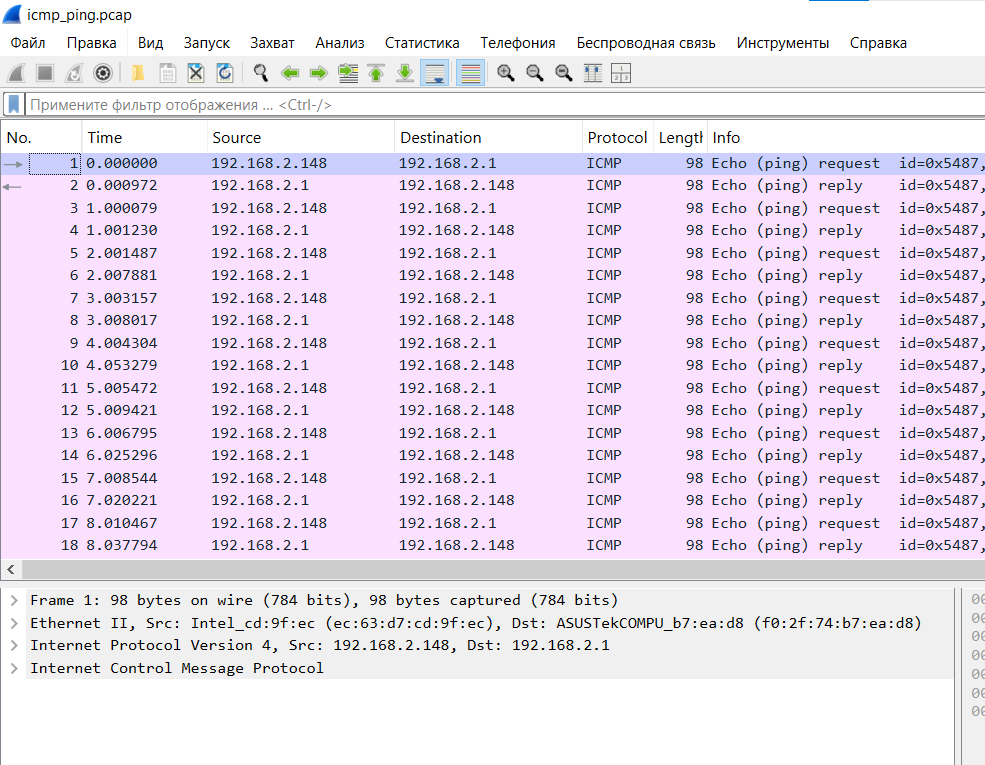 icmp_ping.pcap
Файл Правка Вид Запуск Захват Анализ Статистика Телефония Беспроводная связь Инструменты Справка
Примените фильтр отображения ... <Ctrl-/>
No. Time Source Destination Protocol Length Info
1 0.000000 192.168.2.148 192.168.2.1 ICMP 98 Echo (ping) request id=0x5487,
2 0.000972 192.168.2.1 192.168.2.148 ICMP 98 Echo (ping) reply id=0x5487,
3 1.000079 192.168.2.148 192.168.2.1 ICMP 98 Echo (ping) request id=0x5487,
4 1.001230 192.168.2.1 192.168.2.148 ICMP 98 Echo (ping) reply id=0x5487,
5 2.001487 192.168.2.148 192.168.2.1 ICMP 98 Echo (ping) request id=0x5487,
6 2.007881 192.168.2.1 192.168.2.148 ICMP 98 Echo (ping) reply id=0x5487,
7 3.003157 192.168.2.148 192.168.2.1 ICMP 98 Echo (ping) request id=0x5487,
8 3.008017 192.168.2.1 192.168.2.148 ICMP 98 Echo (ping) reply id=0x5487,
9 4.004304 192.168.2.148 192.168.2.1 ICMP 98 Echo (ping) request id=0x5487,
10 4.053279 192.168.2.1 192.168.2.148 ICMP 98 Echo (ping) reply id=0x5487,
11 5.005472 192.168.2.148 192.168.2.1 ICMP 98 Echo (ping) request id=0x5487,
12 5.009421 192.168.2.1 192.168.2.148 ICMP 98 Echo (ping) reply id=0x5487,
13 6.006795 192.168.2.148 192.168.2.1 ICMP 98 Echo (ping) request id=0x5487,
14 6.025296 192.168.2.1 192.168.2.148 ICMP 98 Echo (ping) reply id=0x5487,
15 7.008544 192.168.2.148 192.168.2.1 ICMP 98 Echo (ping) request id=0x5487,
16 7.020221 192.168.2.1 192.168.2.148 ICMP 98 Echo (ping) reply id=0x5487,
17 8.010467 192.168.2.148 192.168.2.1 ICMP 98 Echo (ping) request id=0x5487,
18 8.037794 192.168.2.1 192.168.2.148 ICMP 98 Echo (ping) reply id=0x5487,
Frame 1: 98 bytes on wire (784 bits), 98 bytes captured (784 bits)
Ethernet II, Src: Intel_cd:9f:ec (ec:63:d7:cd:9f:ec), Dst: ASUSTekCOMPU_b7:ea:d8 (f0:2f:74:b7:ea:d8)
Internet Protocol Version 4, Src: 192.168.2.148, Dst: 192.168.2.1
Internet Control Message Protocol